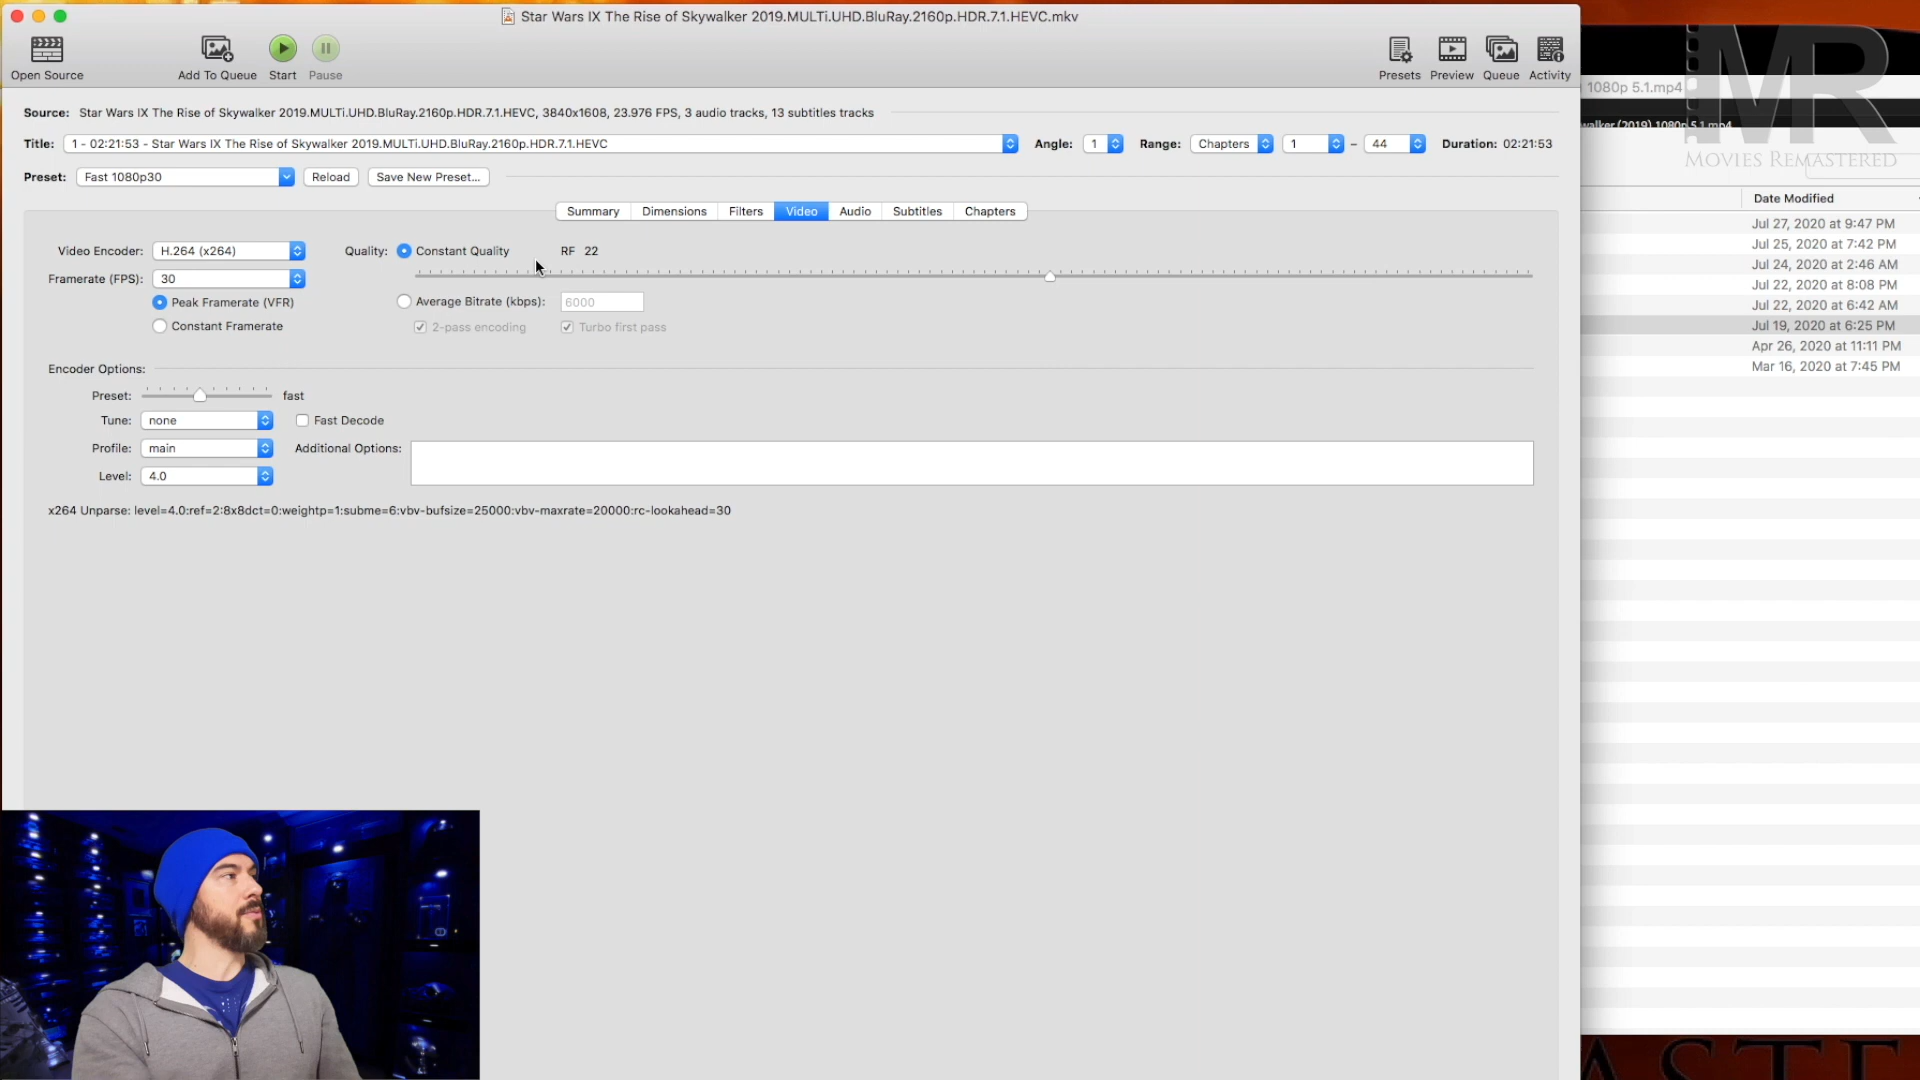 Star Wars IX The Rise of Skywalker 2019.MULTi.UHD.BluRay.2160p.HDR.7.1.HEVC.mkv
Open Source
Add To Queue
Start
Pause
Presets
Preview
Queue
Activity
Source: Star Wars IX The Rise of Skywalker 2019.MULTi.UHD.BluRay.2160p.HDR.7.1.HEVC, 3840x1608, 23.976 FPS, 3 audio tracks, 13 subtitles tracks
Title: 1 - 02:21:53 - Star Wars IX The Rise of Skywalker 2019.MULTi.UHD.BluRay.2160p.HDR.7.1.HEVC
Angle: 1
Range: Chapters 1 - 44
Duration: 02:21:53
Preset: Fast 1080p30
Reload
Save New Preset...
Summary
Dimensions
Filters
Video
Audio
Subtitles
Chapters
Video Encoder: H.264 (x264)
Quality: Constant Quality
RF 22
Framerate (FPS): 30
Peak Framerate (VFR)
Average Bitrate (kbps): 6000
Constant Framerate
2-pass encoding
Turbo first pass
Encoder Options:
Preset: fast
Tune: none
Fast Decode
Profile: main
Additional Options:
Level: 4.0
x264 Unparse: level=4.0:ref=2:8x8dct=0:weightp=1:subme=6:vbv-bufsize=25000:vbv-maxrate=20000:rc-lookahead=30
1080p 5.1.mp4
walker (2019) 1080p 5.1.mp4
MR
MOVIES REMASTERED
Date Modified
Jul 27, 2020 at 9:47 PM
Jul 25, 2020 at 7:42 PM
Jul 24, 2020 at 2:46 AM
Jul 22, 2020 at 8:08 PM
Jul 22, 2020 at 6:42 AM
Jul 19, 2020 at 6:25 PM
Apr 26, 2020 at 11:11 PM
Mar 16, 2020 at 7:45 PM